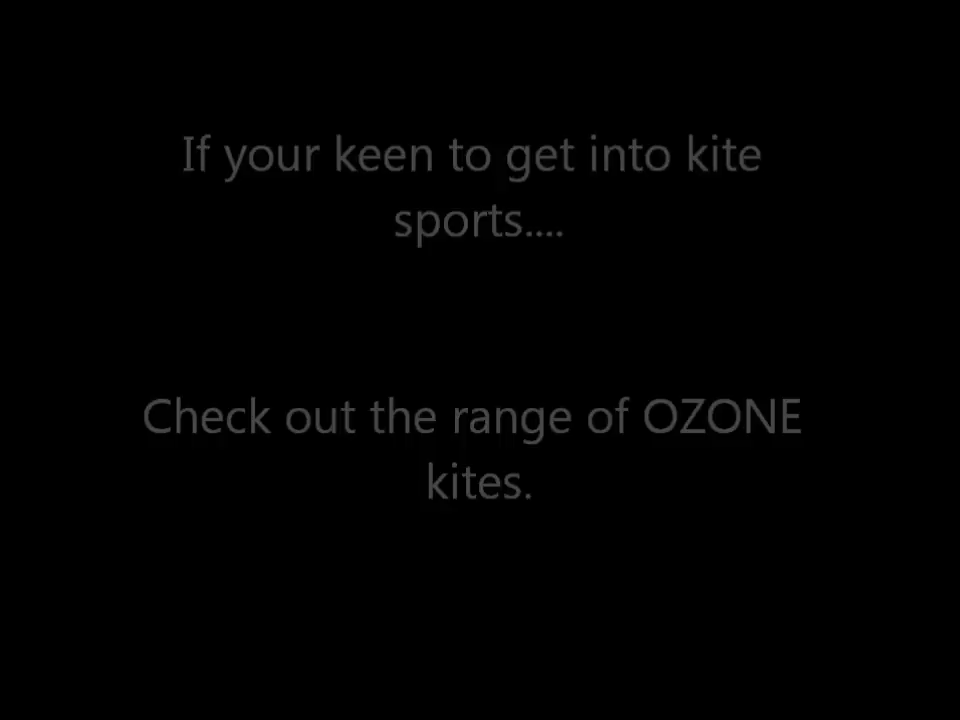 If your keen to get into kite
sports....
Check out the range of OZONE
kites.